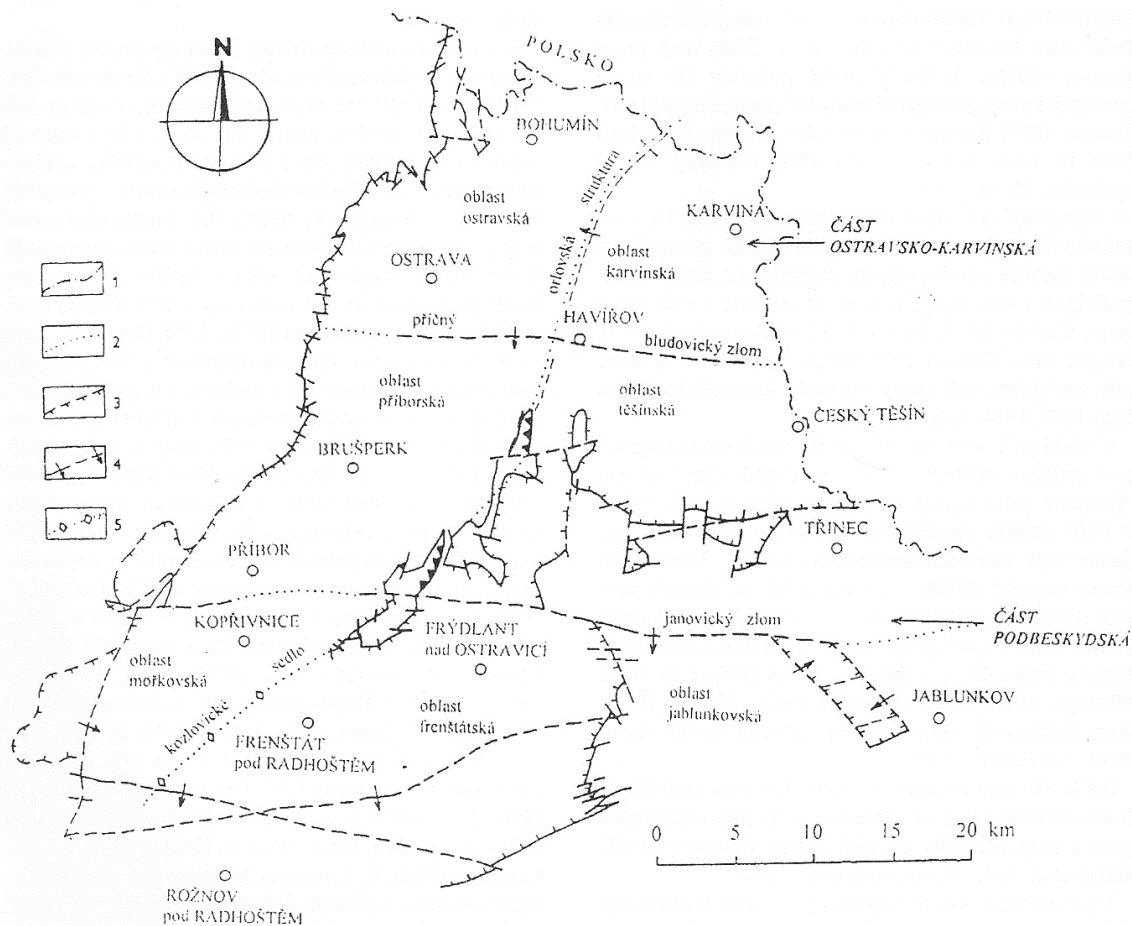 N
POLSKO
BOHUMÍN
oblast
ostravská
orlovská struktura
KARVINÁ
ČÁST
OSTRAVSKO-KARVINSKÁ
oblast
karvinská
1
2
3
4
5
OSTRAVA
příčný
HAVÍŘOV
bludovický zlom
oblast
příborská
oblast
těšínská
ČESKÝ TĚŠÍN
BRUŠPERK
TŘINEC
PŘÍBOR
KOPŘIVNICE
FRÝDLANT
nad OSTRAVICÍ
janovický zlom
ČÁST
PODBESKYDSKÁ
oblast
mořkovská
kozlovické sedlo
oblast
frenštátská
oblast
jablunkovská
JABLUNKOV
FRENŠTÁT
pod RADHOŠTĚM
0 5 10 15 20 km
ROŽNOV
pod RADHOŠTĚM